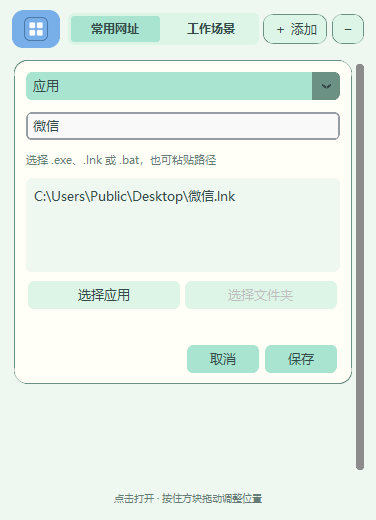 常用网址 工作场景 + 添加 −
应用
微信
选择 .exe、.lnk 或 .bat，也可粘贴路径
C:\Users\Public\Desktop\微信.lnk
选择应用 选择文件夹
取消 保存
点击打开 · 按住方块拖动调整位置